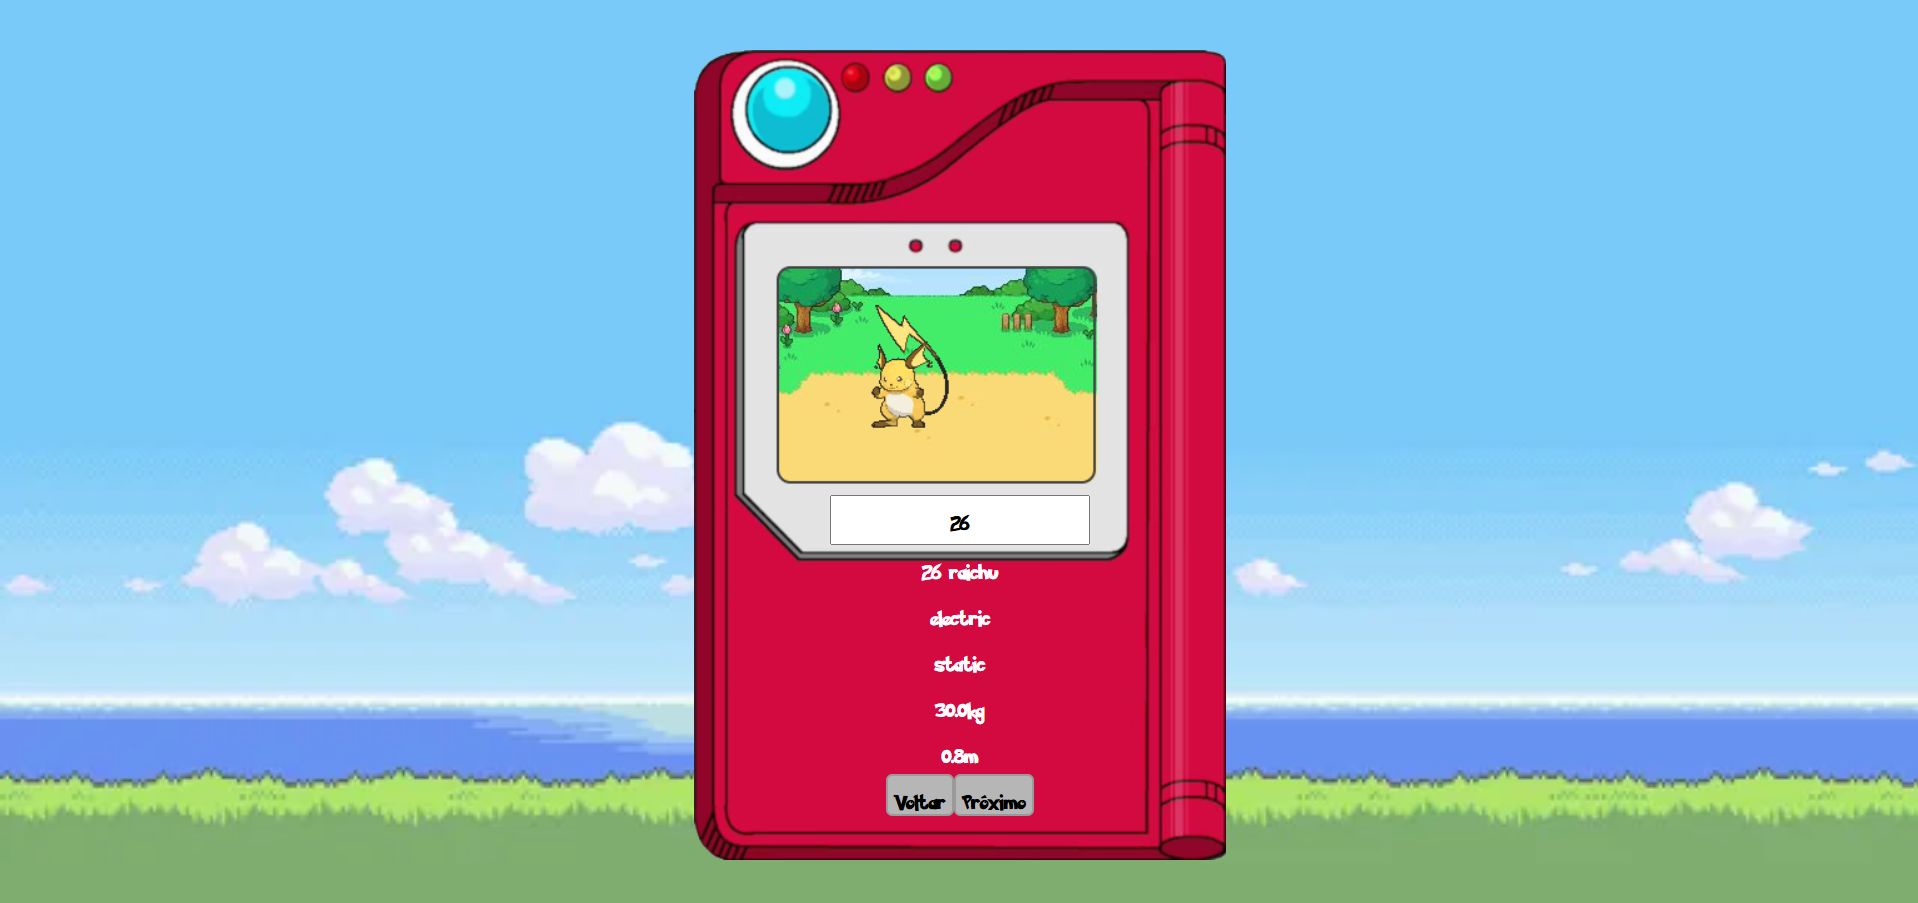 26
26 raichu
electric
static
30.0kg
0.8m
Voltar Próximo